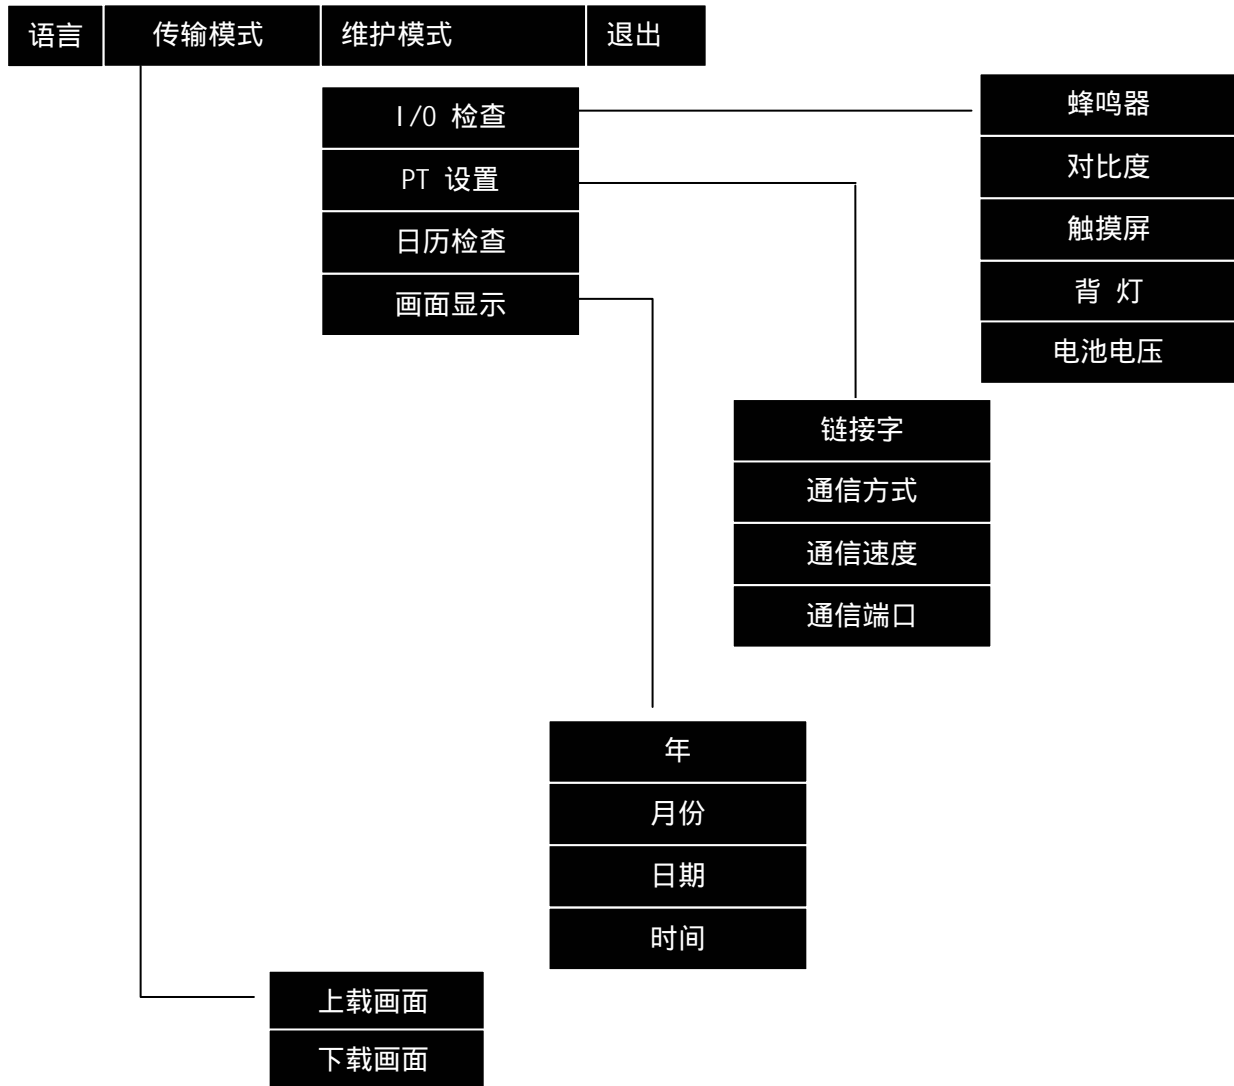 语言 传输模式 维护模式 退出
I/O 检查
PT 设置
日历检查
画面显示
蜂鸣器
对比度
触摸屏
背 灯
电池电压
链接字
通信方式
通信速度
通信端口
年
月份
日期
时间
上载画面
下载画面